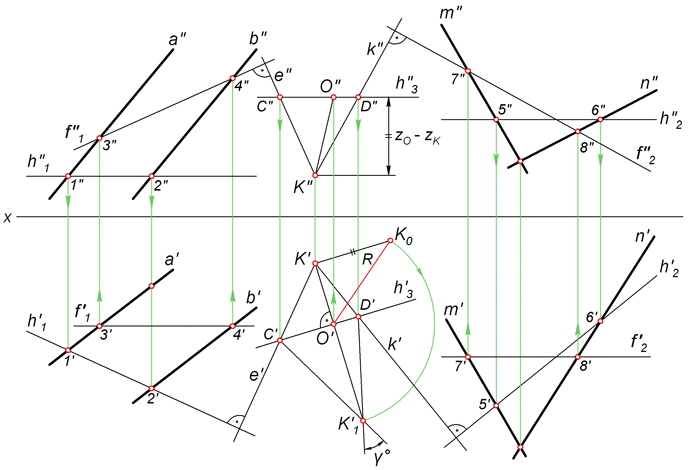 a" b" k" m"
e" 7" n"
4" C" O" D" h"3 5" 6"
f"1 3" = zO - zK h"2
8"
h"1 1" 2" K" f"2
x
K' K0 n'
a' R h'2
h'1 f'1 b' h'3 m' 6'
3' 4' C' O' D'
1' k' 7' 8' f'2
e' 5'
2'
K'1
γ°